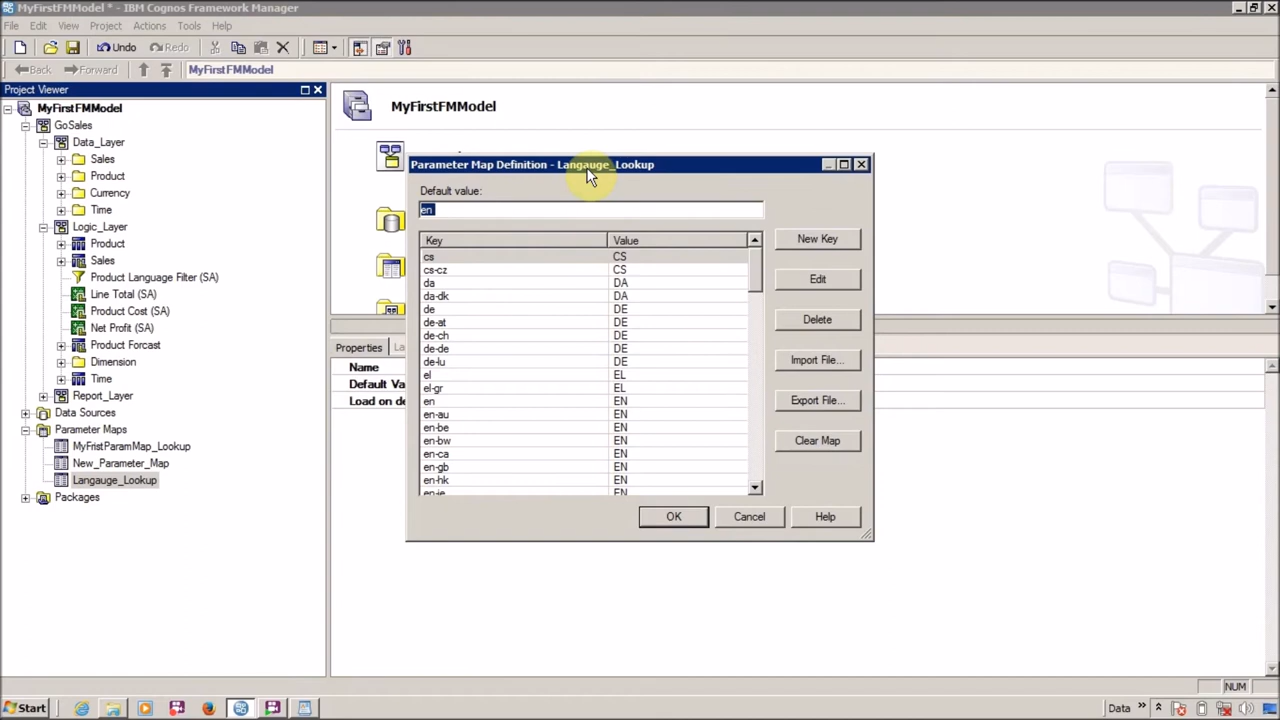 MyFirstFMModel * - IBM Cognos Framework Manager
File Edit View Project Actions Tools Help
Undo Redo
Back Forward MyFirstFMModel
Project Viewer
MyFirstFMModel
GoSales
Data_Layer
Sales
Product
Currency
Time
Logic_Layer
Product
Sales
Product Language Filter (SA)
Line Total (SA)
Product Cost (SA)
Net Profit (SA)
Product Forcast
Dimension
Time
Report_Layer
Data Sources
Parameter Maps
MyFristParamMap_Lookup
New_Parameter_Map
Langauge_Lookup
Packages
MyFirstFMModel
Properties La
Name
Default Va
Load on de
Parameter Map Definition - Langauge_Lookup
Default value:
en
Key Value
cs CS
cs-cz CS
da DA
da-dk DA
de DE
de-at DE
de-ch DE
de-de DE
de-lu DE
el EL
el-gr EL
en EN
en-au EN
en-be EN
en-bw EN
en-ca EN
en-gb EN
en-hk EN
en-ie EN
New Key
Edit
Delete
Import File...
Export File...
Clear Map
OK Cancel Help
NUM
Start Data »